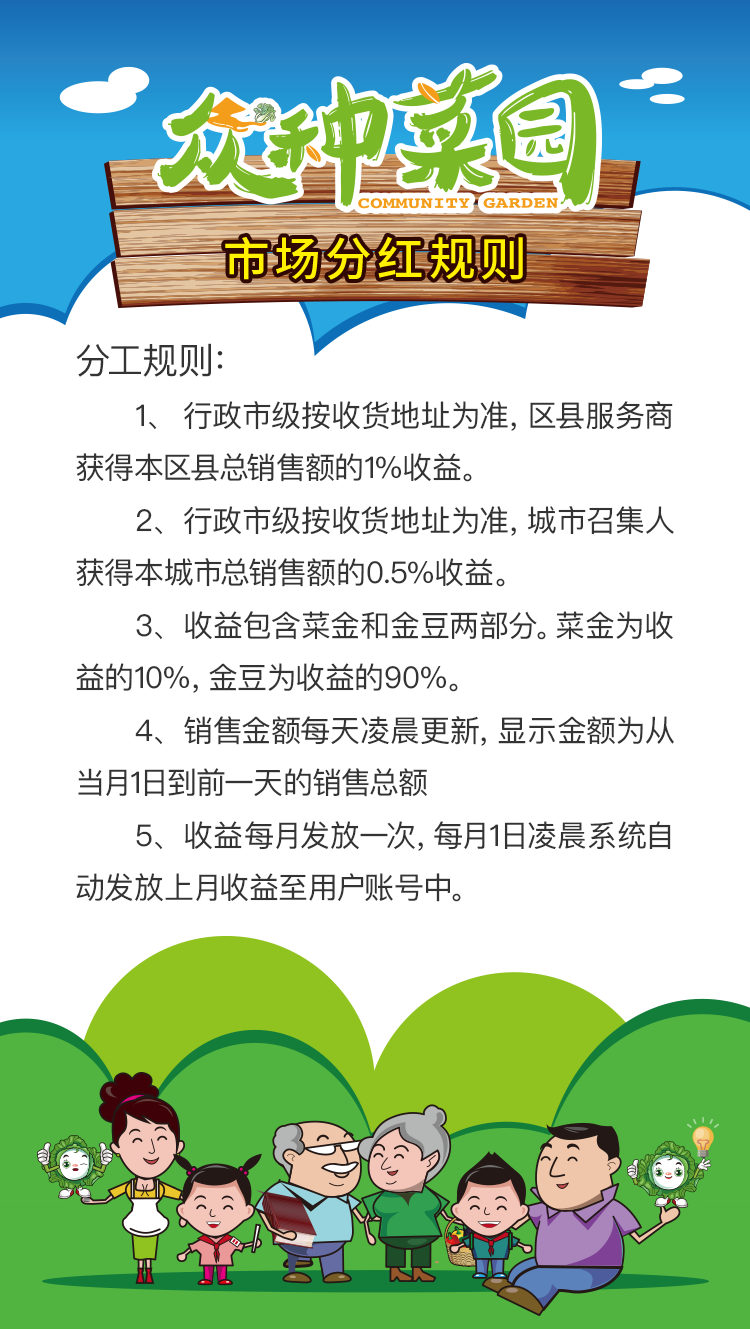 众种菜园
COMMUNITY GARDEN
市场分红规则
分工规则：
1、 行政市级按收货地址为准, 区县服务商
获得本区县总销售额的1%收益。
2、行政市级按收货地址为准, 城市召集人
获得本城市总销售额的0.5%收益。
3、收益包含菜金和金豆两部分。菜金为收
益的10%, 金豆为收益的90%。
4、销售金额每天凌晨更新, 显示金额为从
当月1日到前一天的销售总额
5、收益每月发放一次, 每月1日凌晨系统自
动发放上月收益至用户账号中。